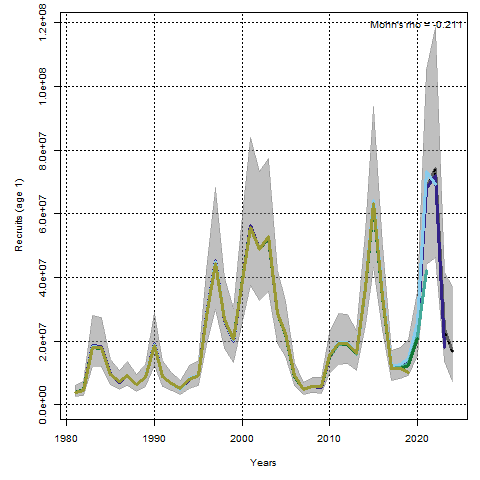 Mohn's rho = -0.211
Recruits (age 1)
1.2e+08
1.0e+08
8.0e+07
6.0e+07
4.0e+07
2.0e+07
0.0e+00
1980
1990
2000
2010
2020
Years